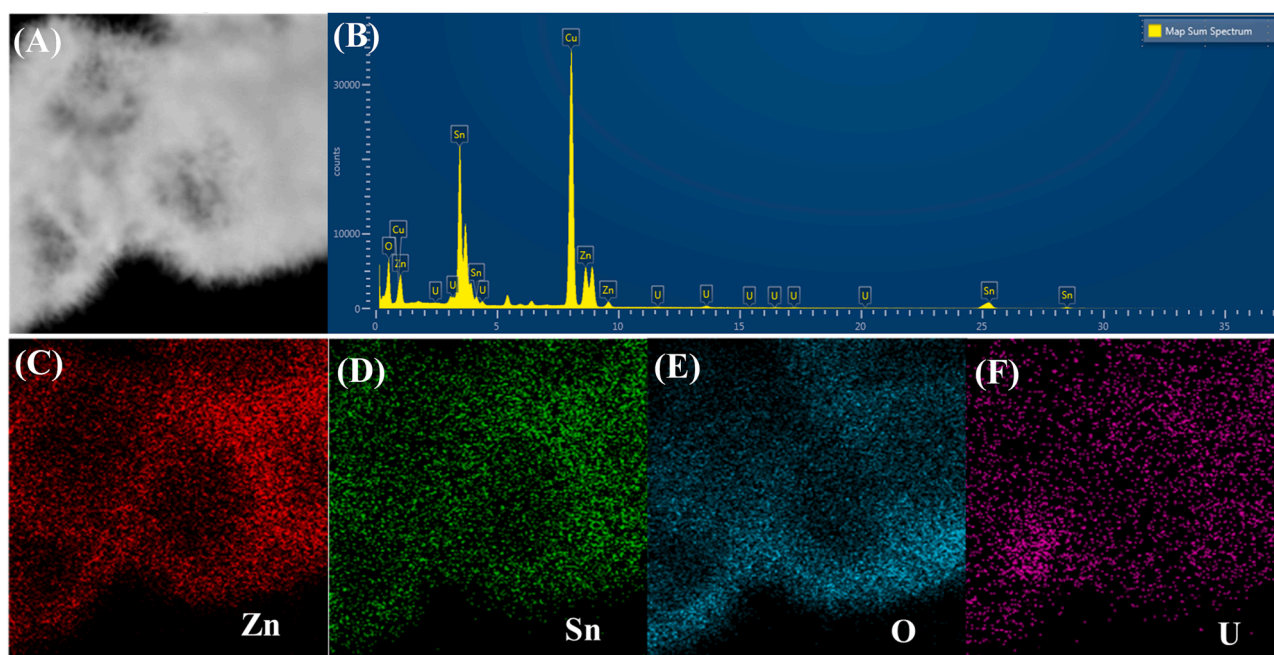 (A)
(B)
Map Sum Spectrum
Cu
30000
Sn
counts
Cu
10000
O
Zn
Zn
Sn
U
U
U
Zn
U
U
U
U
U
U
Sn
Sn
0
0
5
10
15
20
25
30
35
(C)
Zn
(D)
Sn
(E)
O
(F)
U